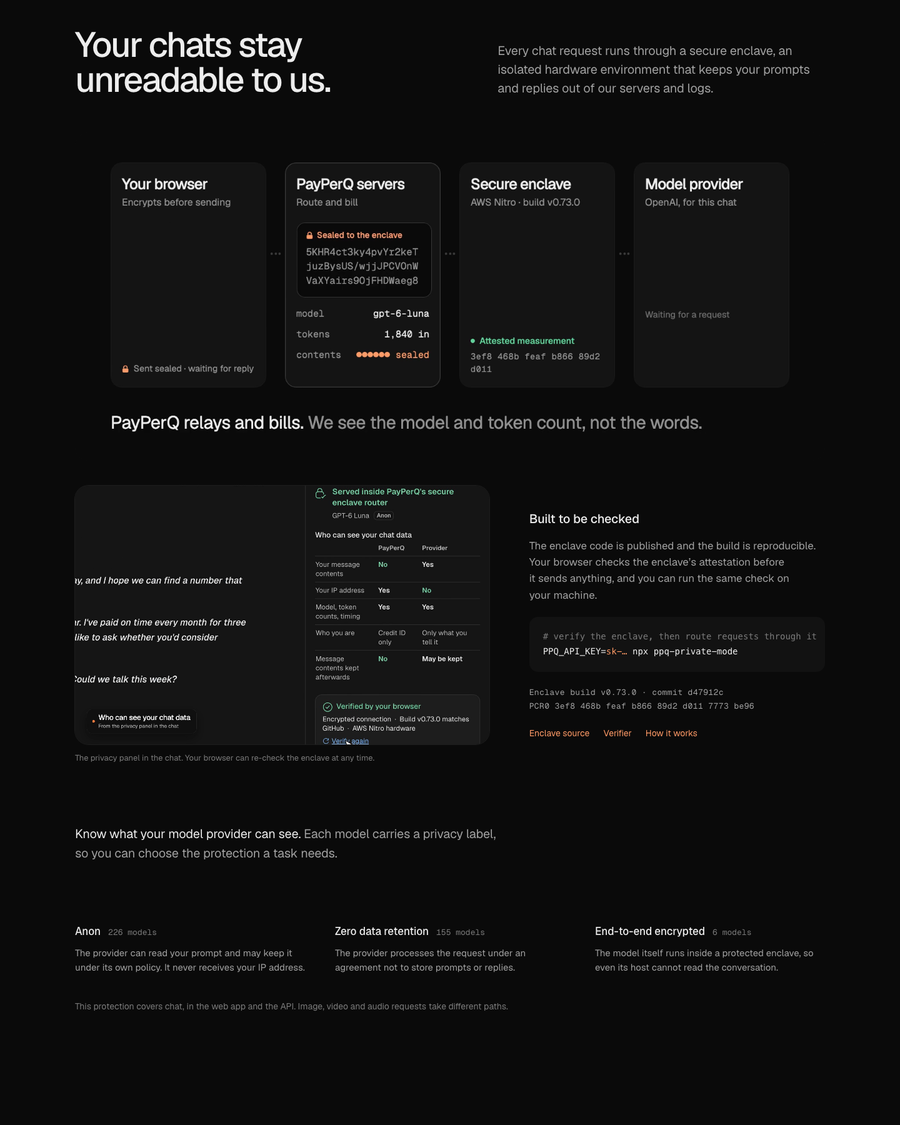 Your chats stay
unreadable to us.
Every chat request runs through a secure enclave, an
isolated hardware environment that keeps your prompts
and replies out of our servers and logs.
Your browser
Encrypts before sending
Sent sealed · waiting for reply
PayPerQ servers
Route and bill
Sealed to the enclave
5KHR4ct3ky4pvYr2keT
juzBysUS/wjjJPCVOnW
VaXYairs9OjFHDWaeg8
model gpt-6-luna
tokens 1,840 in
contents ●●●●●● sealed
Secure enclave
AWS Nitro · build v0.73.0
Attested measurement
3ef8 468b feaf b866 89d2
d011
Model provider
OpenAI, for this chat
Waiting for a request
PayPerQ relays and bills. We see the model and token count, not the words.
ay, and I hope we can find a number that
ar. I've paid on time every month for three
like to ask whether you'd consider
Could we talk this week?
Who can see your chat data
From the privacy panel in the chat
Served inside PayPerQ's secure
enclave router
GPT-6 Luna Anon
Who can see your chat data
PayPerQ Provider
Your message
contents No Yes
Your IP address Yes No
Model, token
counts, timing Yes Yes
Who you are Credit ID
only Only what you
tell it
Message
contents kept
afterwards No May be kept
Verified by your browser
Encrypted connection · Build v0.73.0 matches
GitHub · AWS Nitro hardware
Verify again
The privacy panel in the chat. Your browser can re-check the enclave at any time.
Built to be checked
The enclave code is published and the build is reproducible.
Your browser checks the enclave's attestation before
it sends anything, and you can run the same check on
your machine.
# verify the enclave, then route requests through it
PPQ_API_KEY=sk-… npx ppq-private-mode
Enclave build v0.73.0 · commit d47912c
PCR0 3ef8 468b feaf b866 89d2 d011 7773 be96
Enclave source Verifier How it works
Know what your model provider can see. Each model carries a privacy label,
so you can choose the protection a task needs.
Anon 226 models
The provider can read your prompt and may keep it
under its own policy. It never receives your IP address.
Zero data retention 155 models
The provider processes the request under an
agreement not to store prompts or replies.
End-to-end encrypted 6 models
The model itself runs inside a protected enclave, so
even its host cannot read the conversation.
This protection covers chat, in the web app and the API. Image, video and audio requests take different paths.